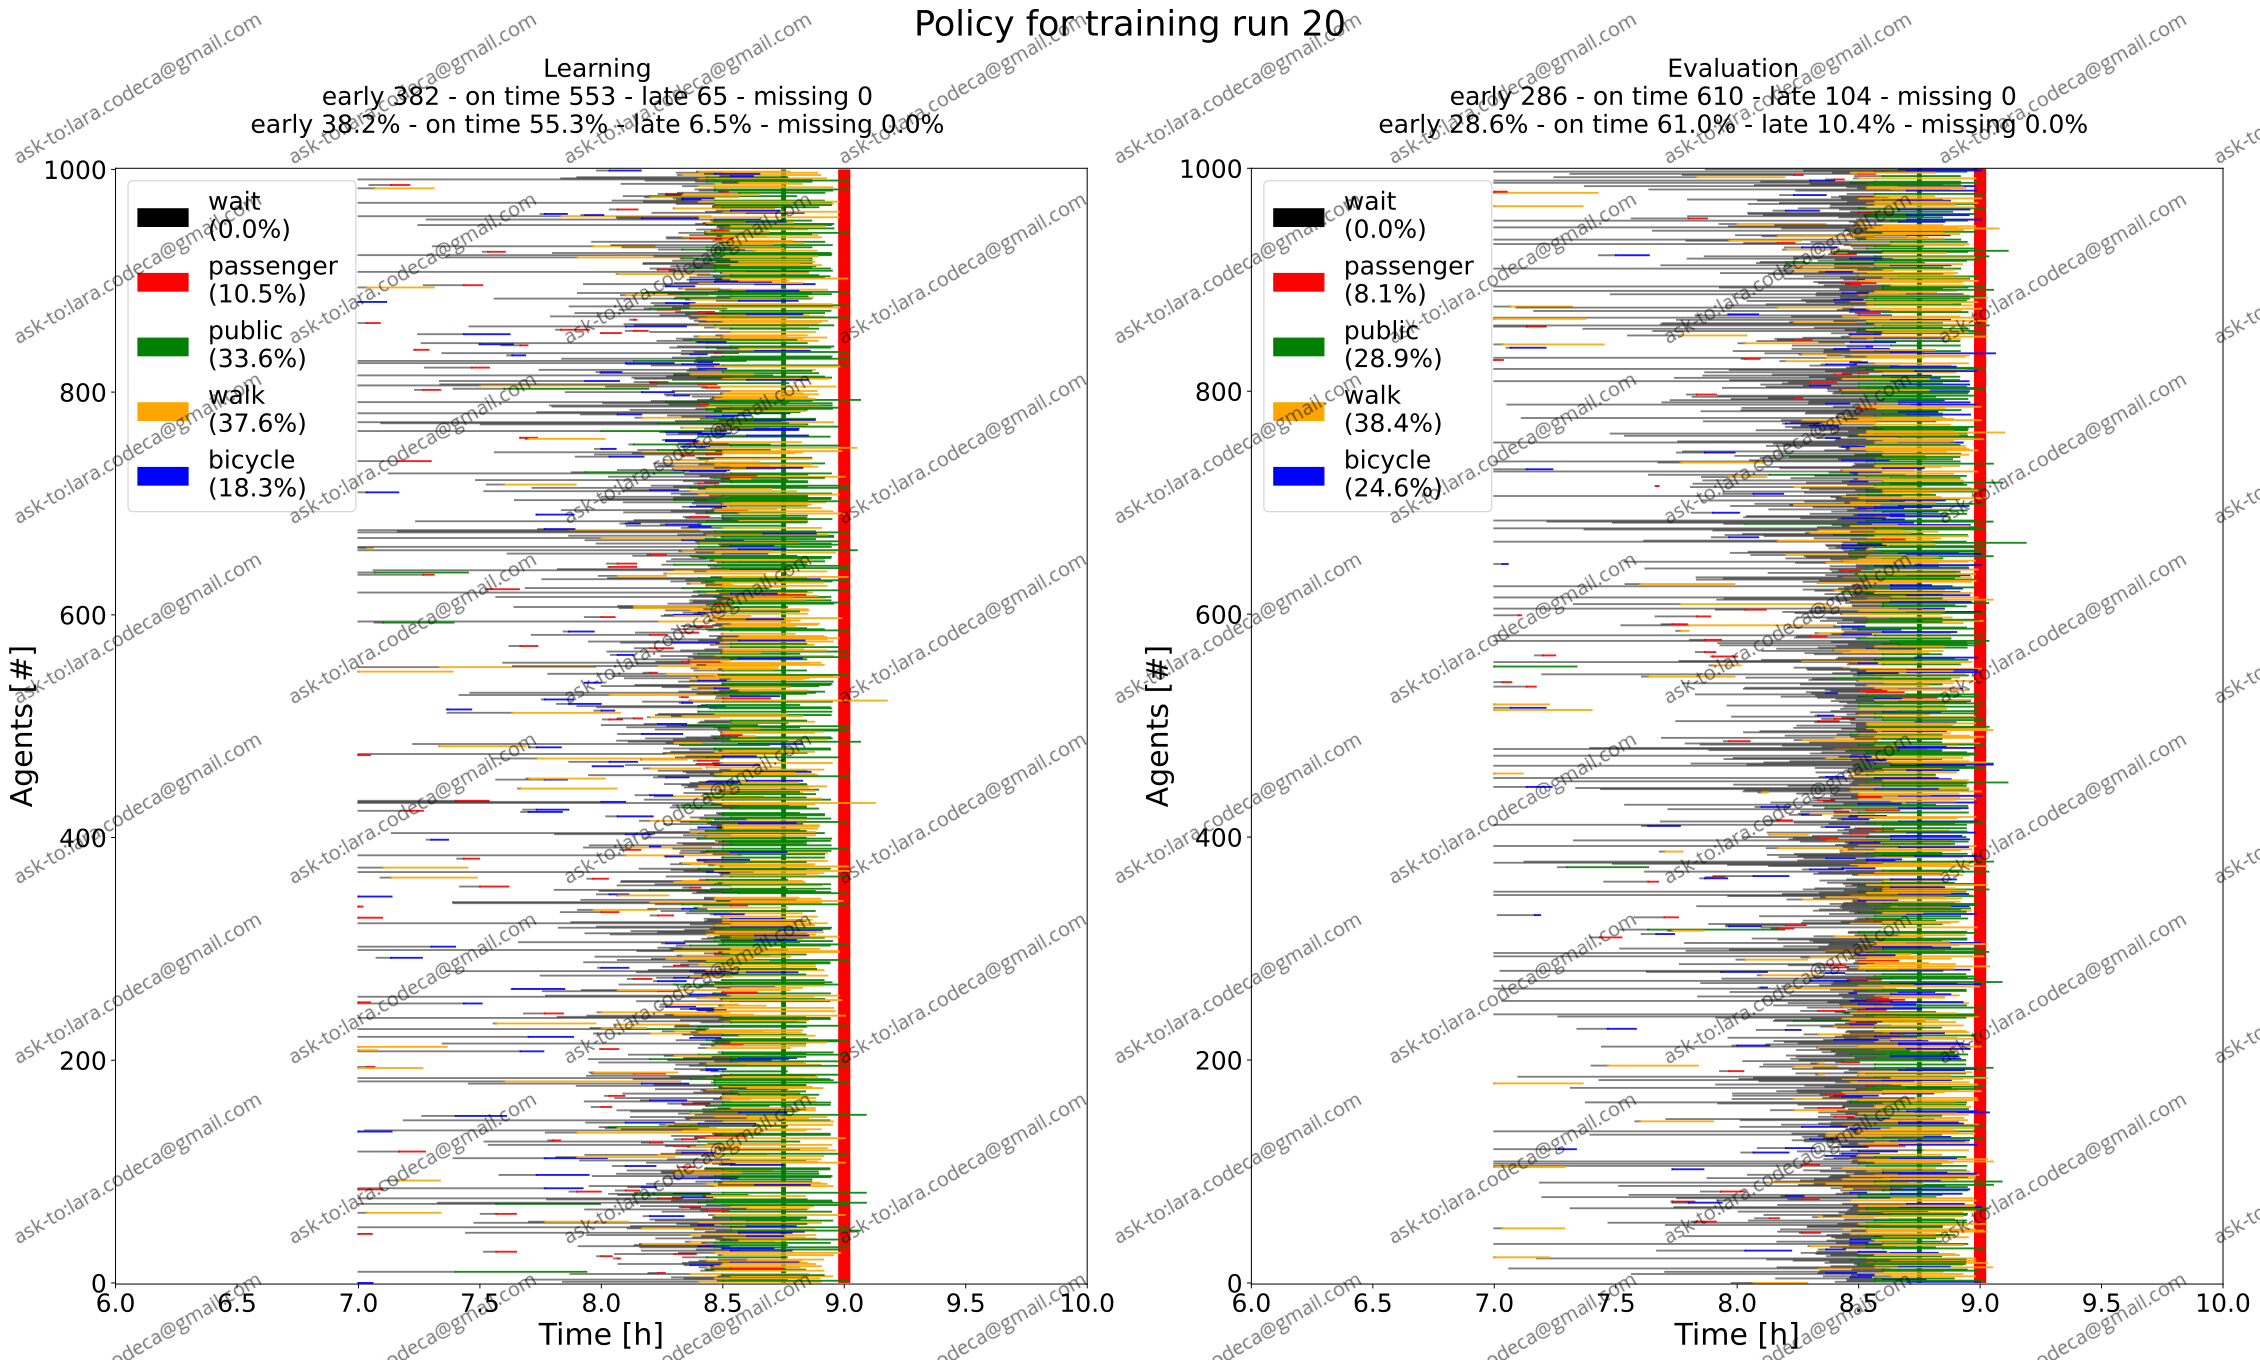 Policy for training run 20
Learning
early 382 - on time 553 - late 65 - missing 0
early 38.2% - on time 55.3% - late 6.5% - missing 0.0%
Agents [#]
1000
800
600
400
200
0
wait
(0.0%)
passenger
(10.5%)
public
(33.6%)
walk
(37.6%)
bicycle
(18.3%)
6.0 6.5 7.0 7.5 8.0 8.5 9.0 9.5 10.0
Time [h]
Evaluation
early 286 - on time 610 - late 104 - missing 0
early 28.6% - on time 61.0% - late 10.4% - missing 0.0%
Agents [#]
1000
800
600
400
200
0
wait
(0.0%)
passenger
(8.1%)
public
(28.9%)
walk
(38.4%)
bicycle
(24.6%)
6.0 6.5 7.0 7.5 8.0 8.5 9.0 9.5 10.0
Time [h]
ask-to:lara.codeca@gmail.com